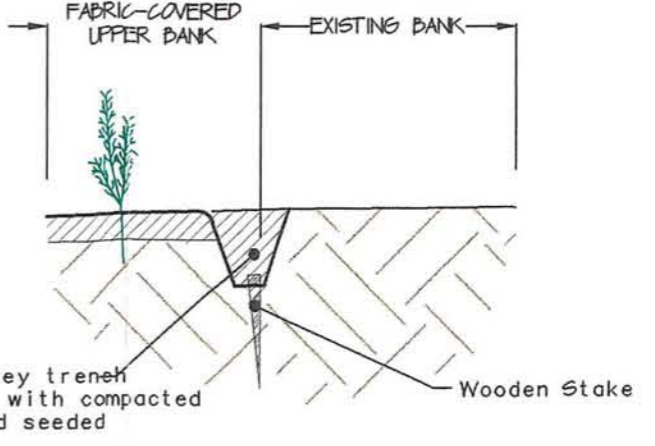 FABRIC-COVERED
UPPER BANK
EXISTING BANK
ey trench
with compacted
d seeded
Wooden Stake